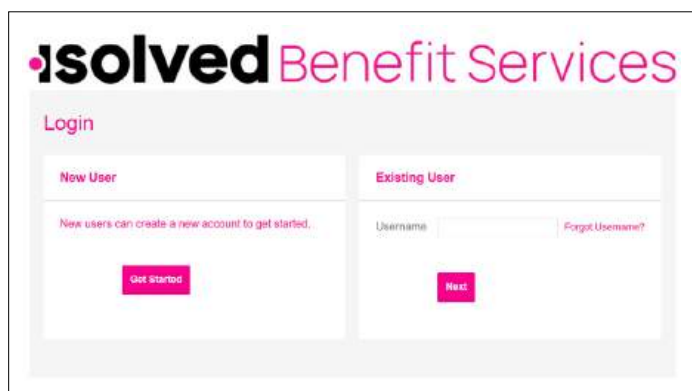 isolved Benefit Services
Login
New User
New users can create a new account to get started.
Get Started
Existing User
Username Forgot Username?
Next